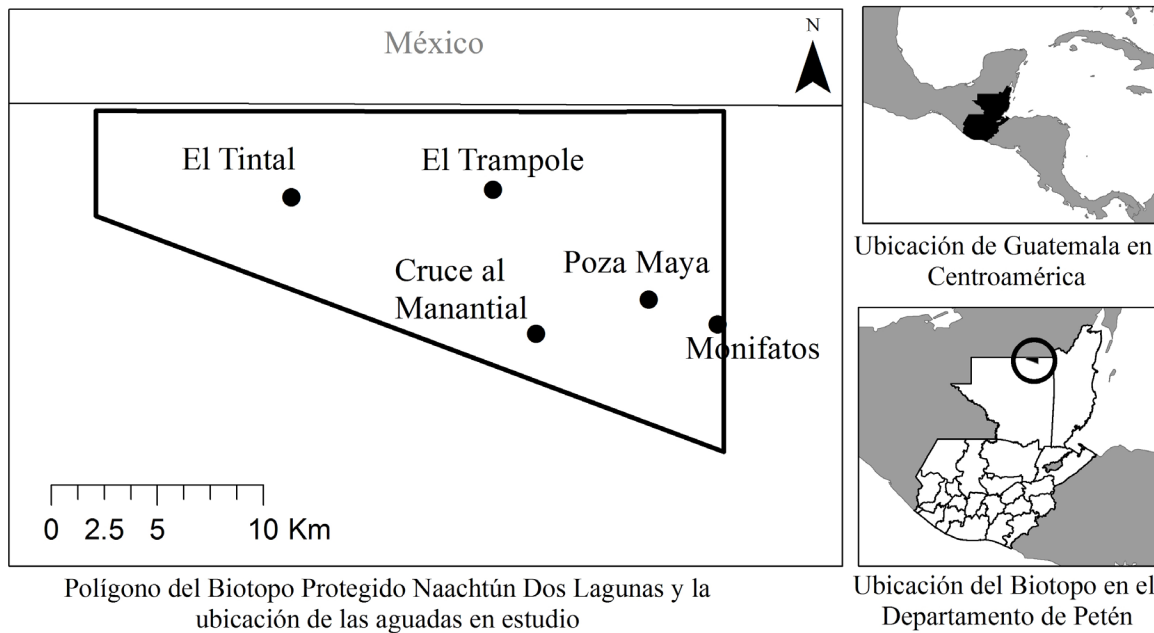 México
N
El Tintal
El Trampole
Cruce al
Manantial
Poza Maya
Monifatos
0 2.5 5 10 Km
Polígono del Biotopo Protegido Naachtún Dos Lagunas y la
ubicación de las aguadas en estudio
Ubicación de Guatemala en
Centroamérica
Ubicación del Biotopo en el
Departamento de Petén